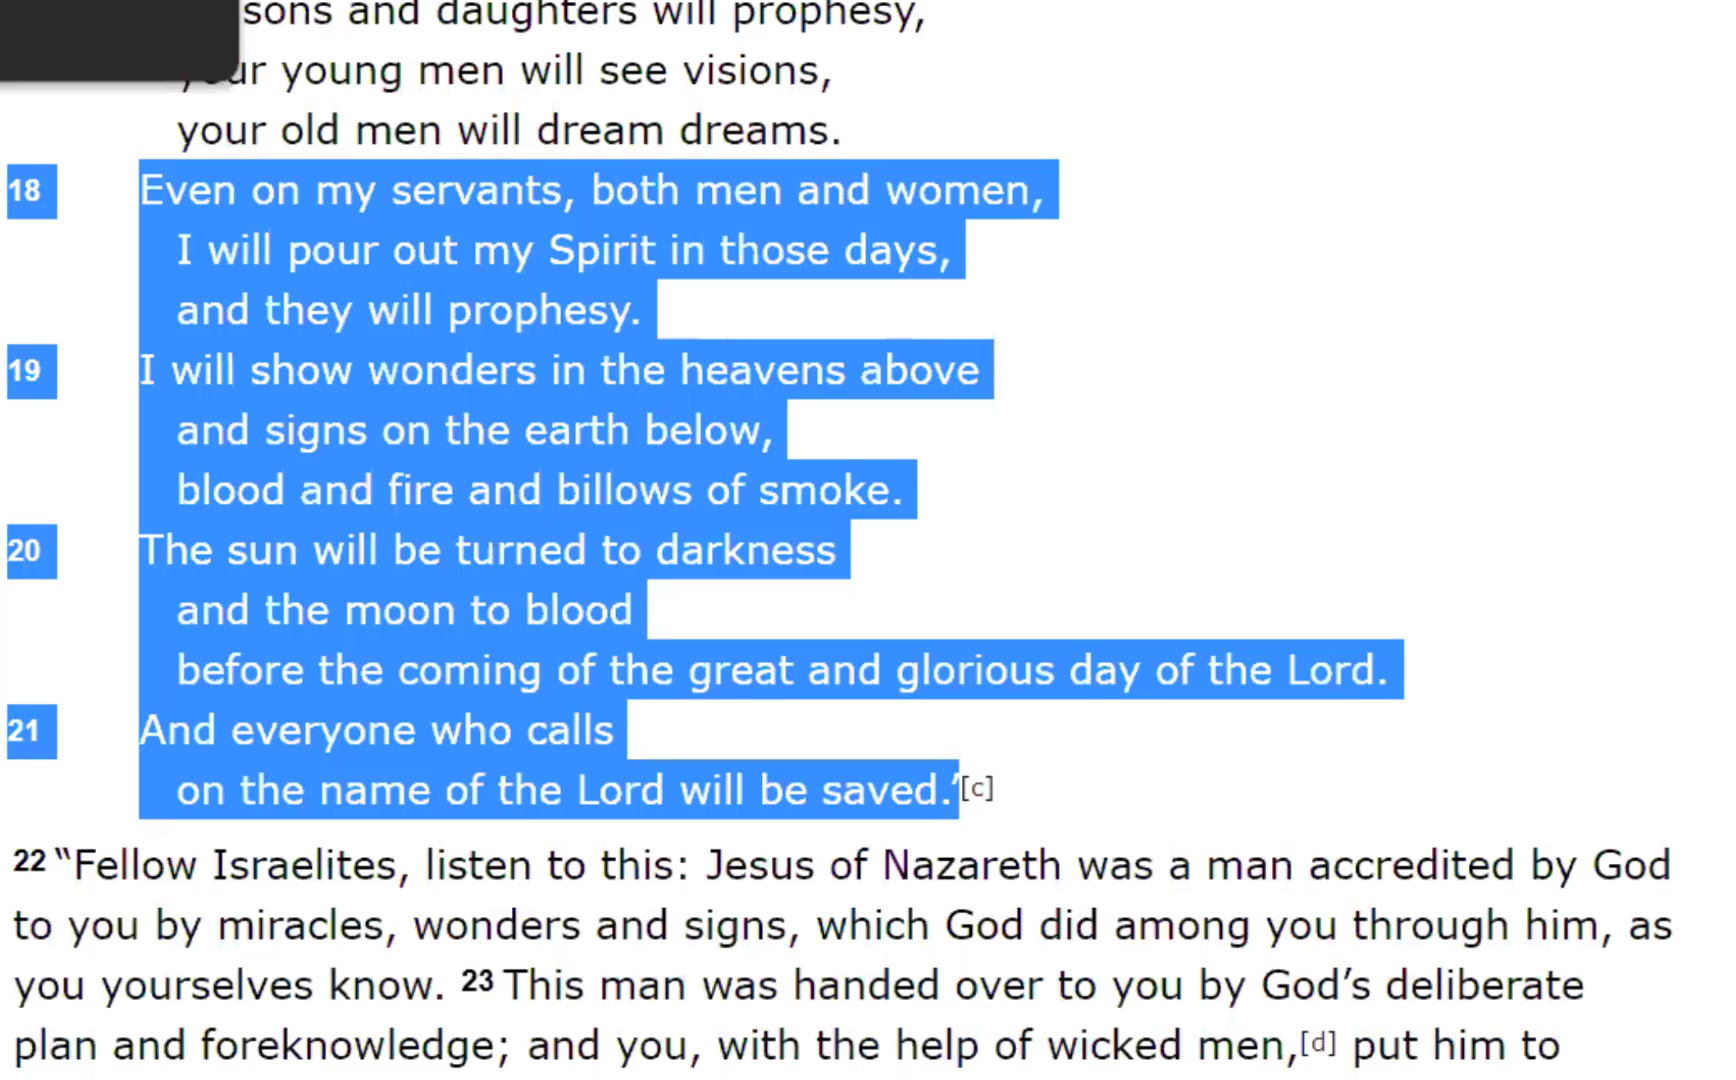 sons and daughters will prophesy,
your young men will see visions,
your old men will dream dreams.
18 Even on my servants, both men and women,
I will pour out my Spirit in those days,
and they will prophesy.
19 I will show wonders in the heavens above
and signs on the earth below,
blood and fire and billows of smoke.
20 The sun will be turned to darkness
and the moon to blood
before the coming of the great and glorious day of the Lord.
21 And everyone who calls
on the name of the Lord will be saved.’[c]
22 “Fellow Israelites, listen to this: Jesus of Nazareth was a man accredited by God
to you by miracles, wonders and signs, which God did among you through him, as
you yourselves know. 23 This man was handed over to you by God’s deliberate
plan and foreknowledge; and you, with the help of wicked men,[d] put him to